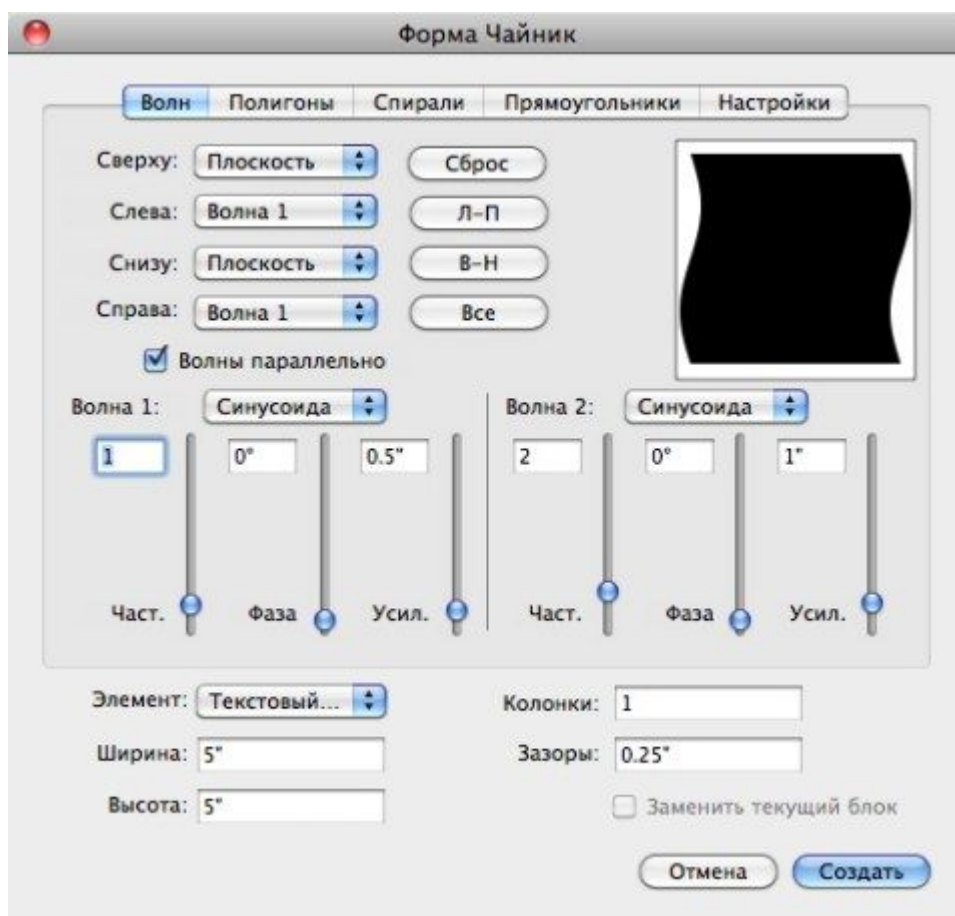 Форма Чайник
Волн Полигоны Спирали Прямоугольники Настройки
Сверху: Плоскость Сброс
Слева: Волна 1 Л-П
Снизу: Плоскость В-Н
Справа: Волна 1 Все
Волны параллельно
Волна 1: Синусоида Волна 2: Синусоида
1 0° 0.5" 2 0° 1"
Част. Фаза Усил. Част. Фаза Усил.
Элемент: Текстовый... Колонки: 1
Ширина: 5" Зазоры: 0.25"
Высота: 5" Заменить текущий блок
Отмена Создать